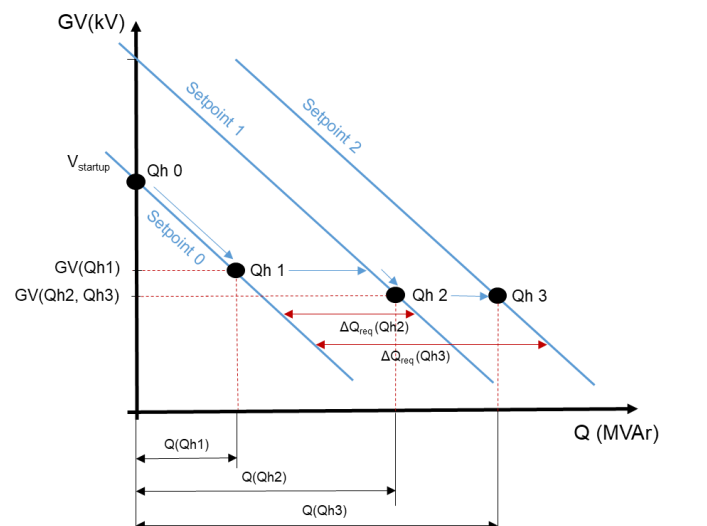 GV(kV)
Setpoint 1
Setpoint 2
V startup
Qh 0
Setpoint 0
GV(Qh1)
Qh 1
GV(Qh2, Qh3)
Qh 2
Qh 3
ΔQreq (Qh2)
ΔQreq (Qh3)
Q (MVAr)
Q(Qh1)
Q(Qh2)
Q(Qh3)